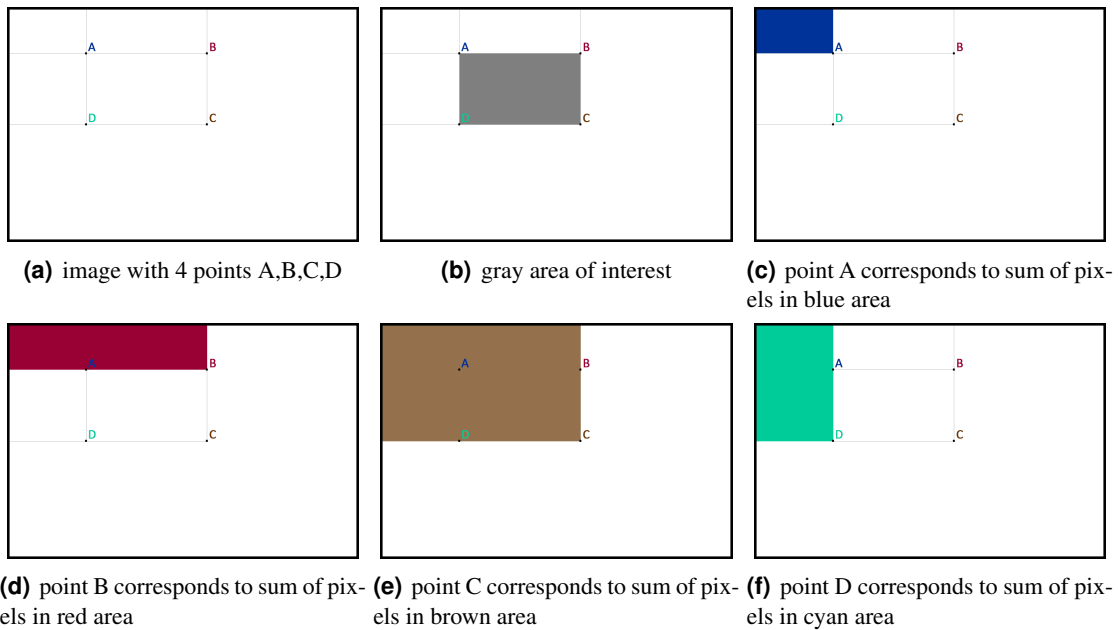 A B
D C
(a) image with 4 points A,B,C,D
A B
D C
(b) gray area of interest
A B
D C
(c) point A corresponds to sum of pix-
els in blue area
A B
D C
(d) point B corresponds to sum of pix-
els in red area
A B
D C
(e) point C corresponds to sum of pix-
els in brown area
A B
D C
(f) point D corresponds to sum of pix-
els in cyan area